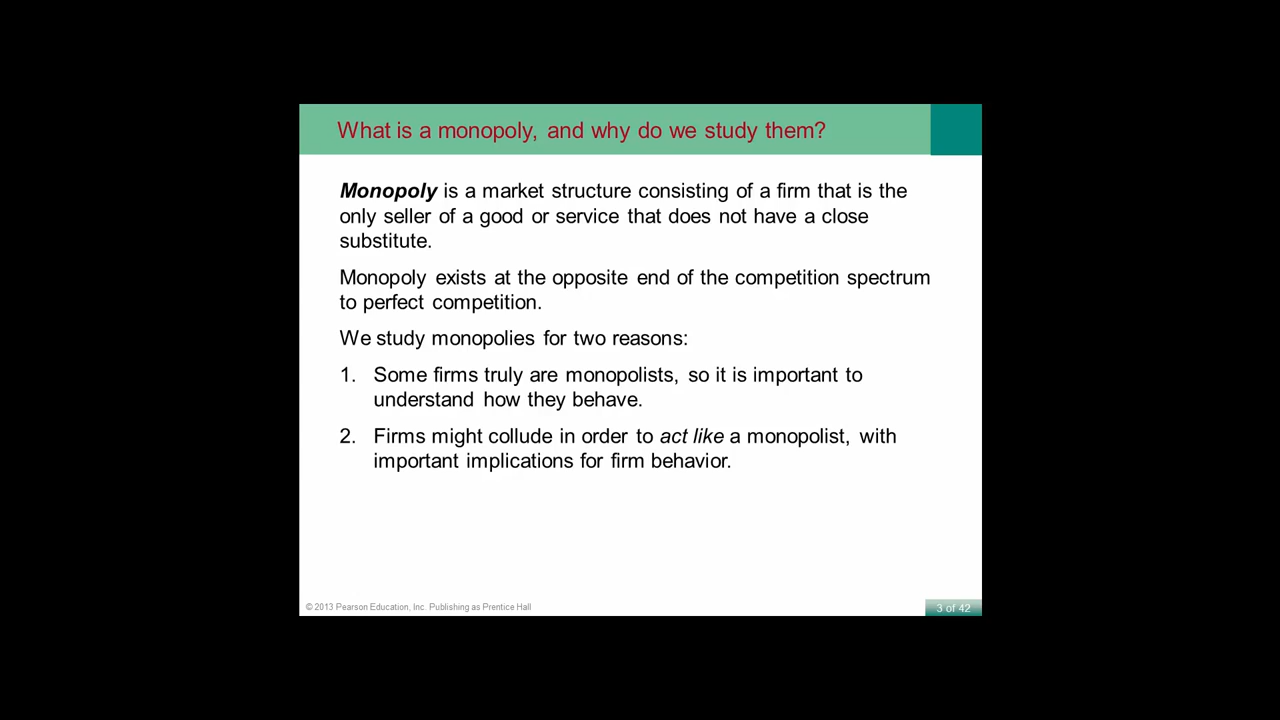 What is a monopoly, and why do we study them?
Monopoly is a market structure consisting of a firm that is the
only seller of a good or service that does not have a close
substitute.
Monopoly exists at the opposite end of the competition spectrum
to perfect competition.
We study monopolies for two reasons:
1. Some firms truly are monopolists, so it is important to
understand how they behave.
2. Firms might collude in order to act like a monopolist, with
important implications for firm behavior.
© 2013 Pearson Education, Inc. Publishing as Prentice Hall
3 of 42